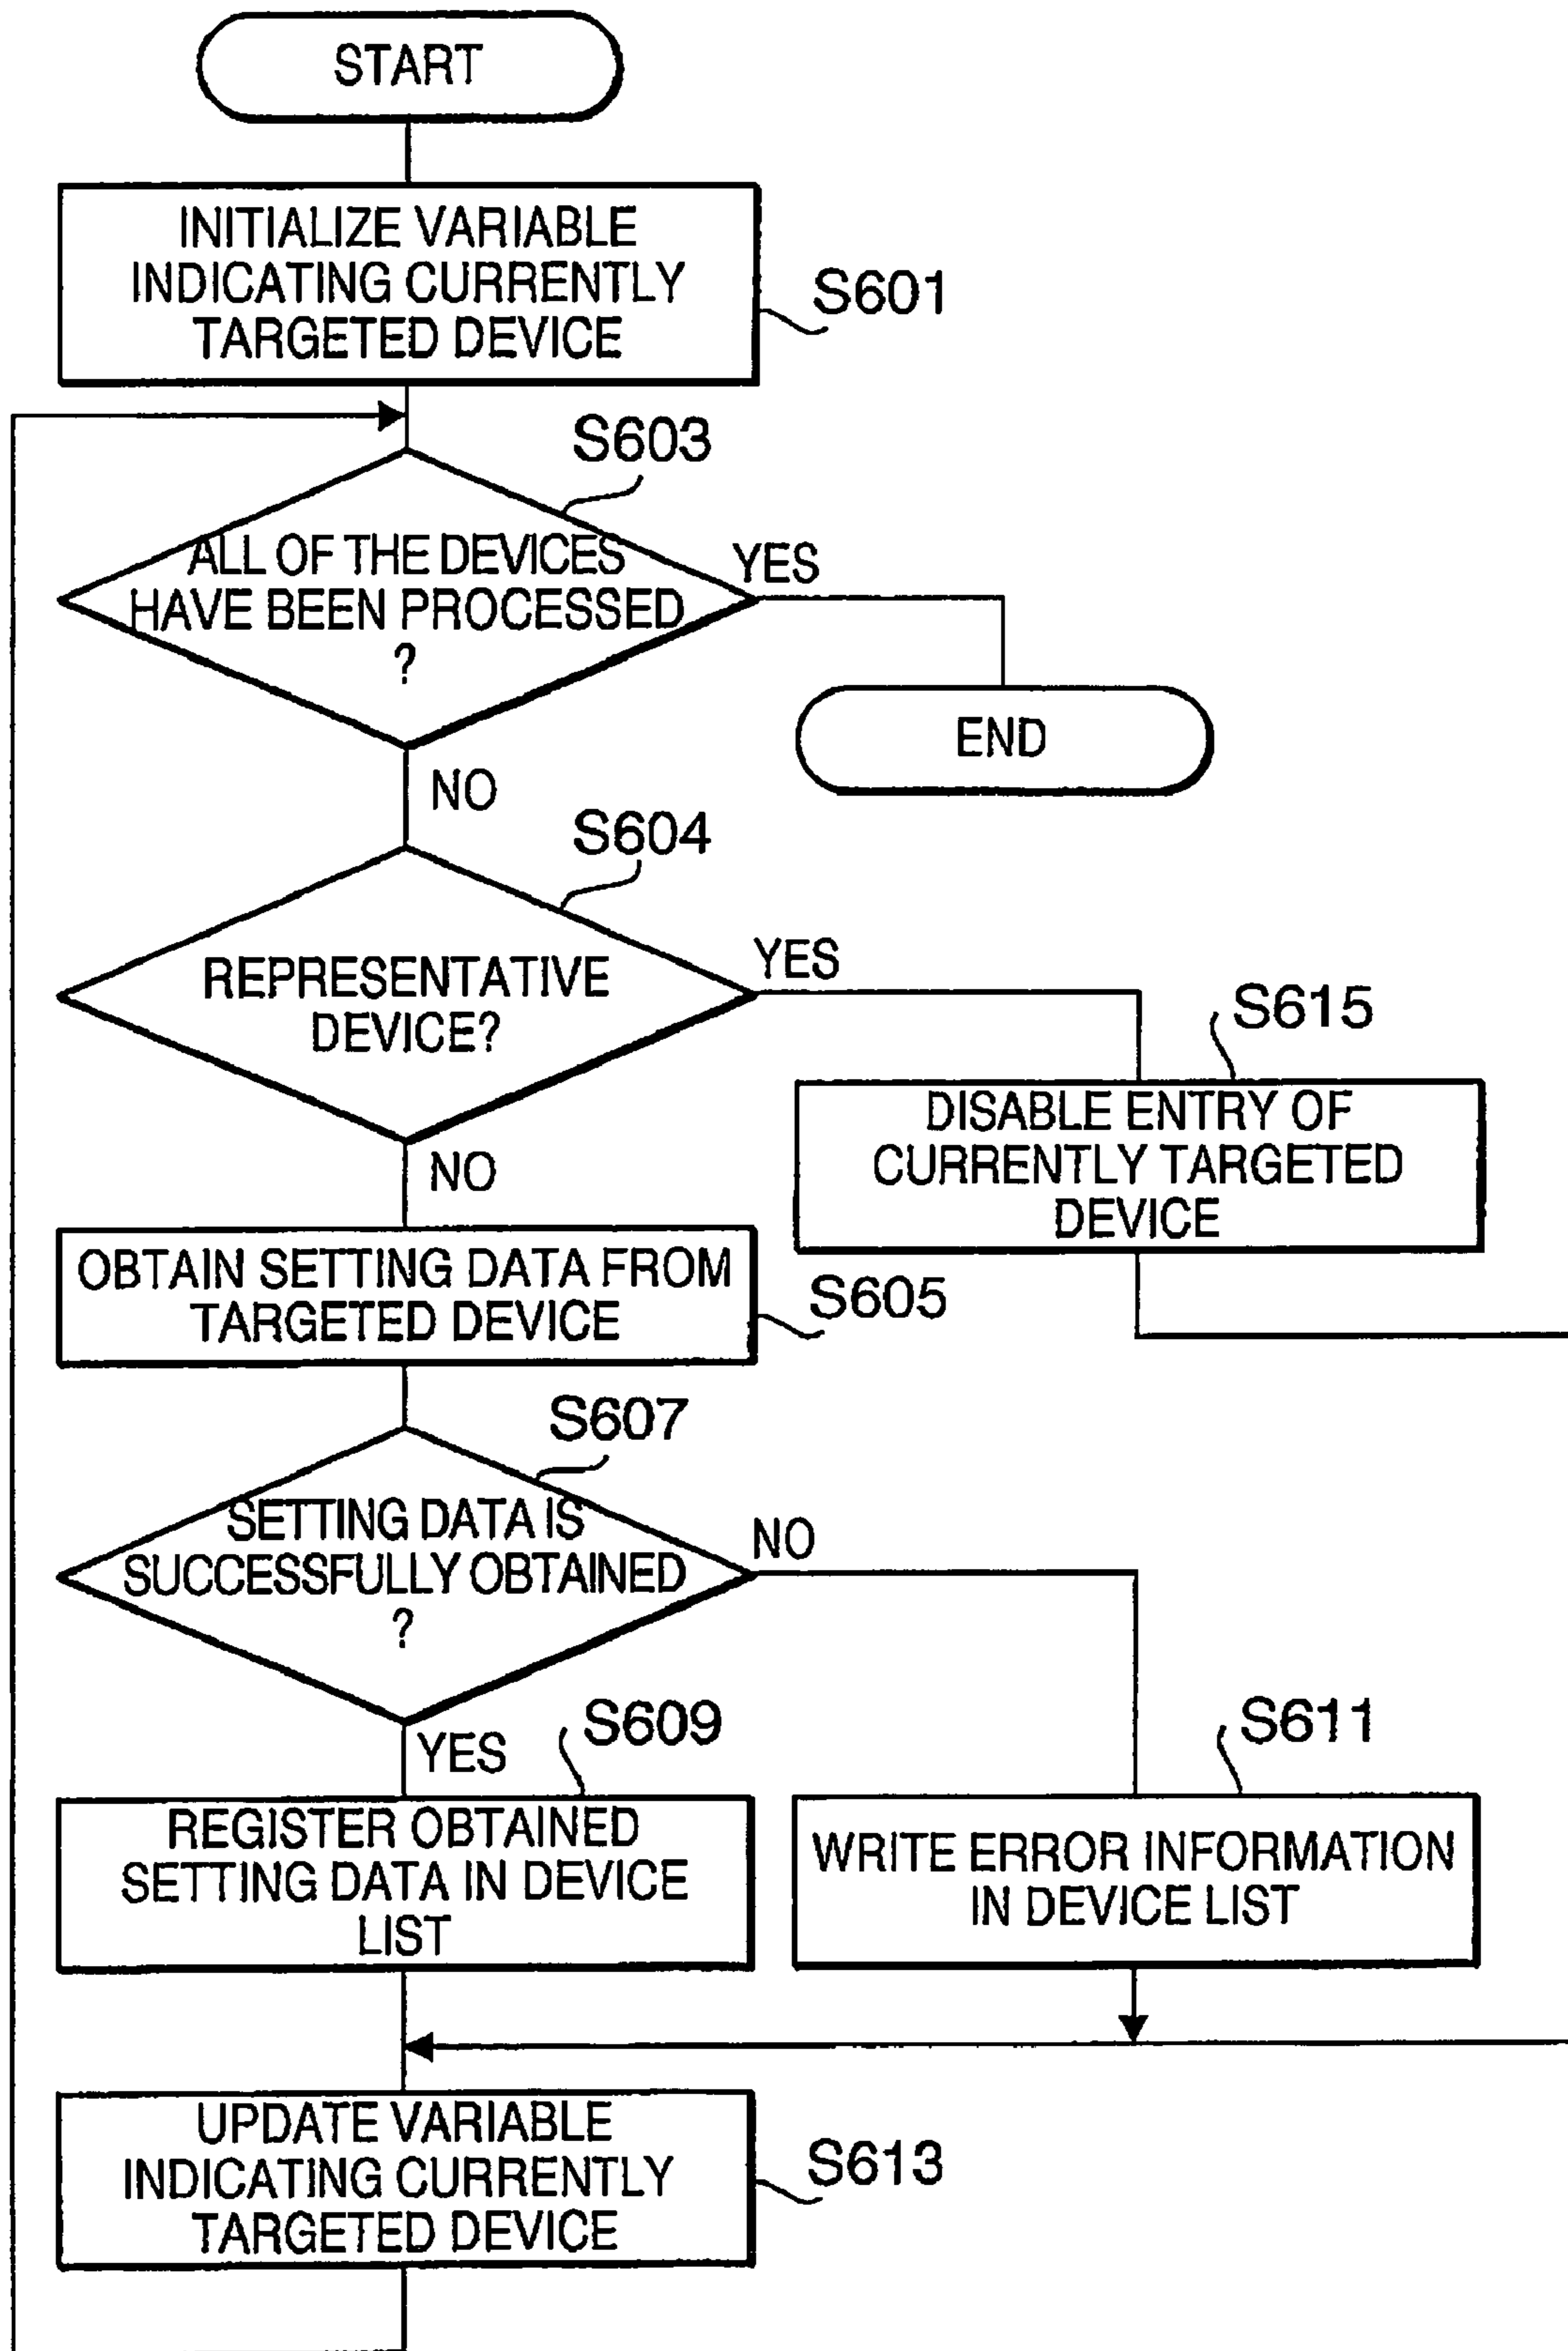 START
INITIALIZE VARIABLE
INDICATING CURRENTLY
TARGETED DEVICE
S601
S603
ALL OF THE DEVICES
HAVE BEEN PROCESSED
?
YES
END
NO
S604
REPRESENTATIVE
DEVICE?
YES
S615
DISABLE ENTRY OF
CURRENTLY TARGETED
DEVICE
NO
OBTAIN SETTING DATA FROM
TARGETED DEVICE
S605
S607
SETTING DATA IS
SUCCESSFULLY OBTAINED
?
NO
YES
S609
REGISTER OBTAINED
SETTING DATA IN DEVICE
LIST
S611
WRITE ERROR INFORMATION
IN DEVICE LIST
UPDATE VARIABLE
INDICATING CURRENTLY
TARGETED DEVICE
S613